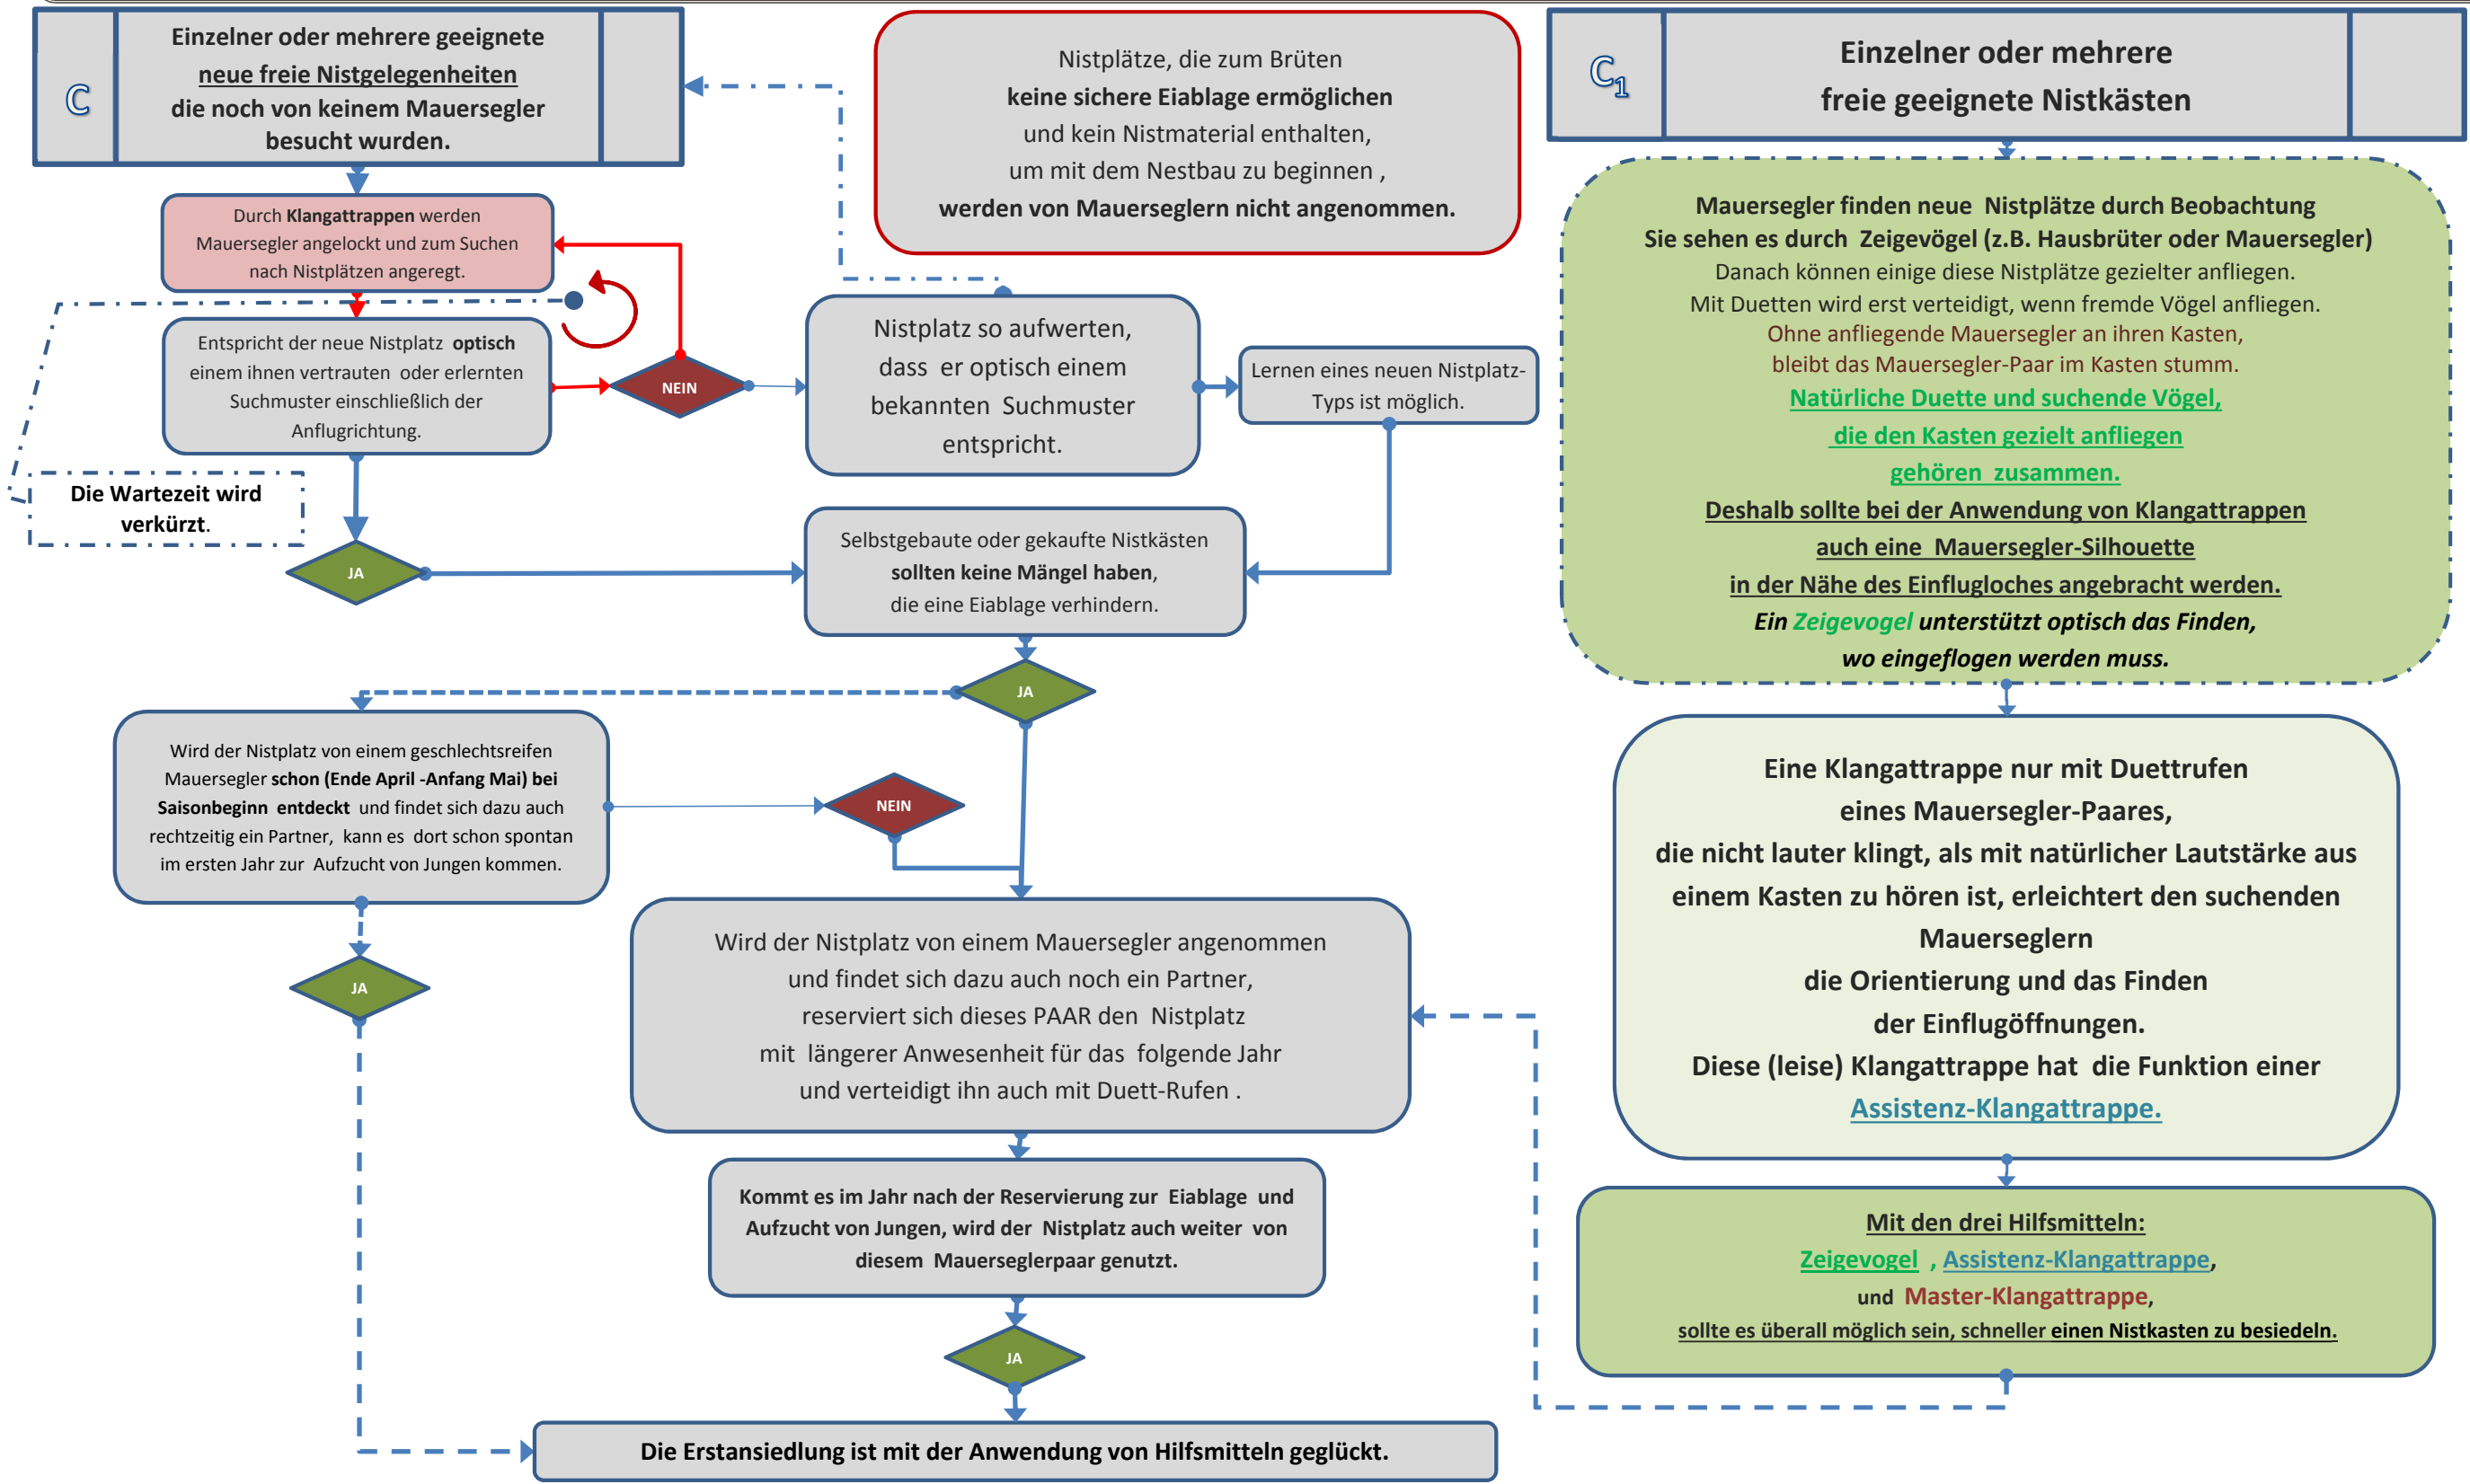 C
Einzelner oder mehrere geeignete
neue freie Nistgelegenheiten
die noch von keinem Mauersegler
besucht wurden.
Nistplätze, die zum Brüten
keine sichere Eiablage ermöglichen
und kein Nistmaterial enthalten,
um mit dem Nestbau zu beginnen ,
werden von Mauerseglern nicht angenommen.
C1
Einzelner oder mehrere
freie geeignete Nistkästen
Durch Klangattrappen werden
Mauersegler angelockt und zum Suchen
nach Nistplätzen angeregt.
Entspricht der neue Nistplatz optisch
einem ihnen vertrauten oder erlernten
Suchmuster einschließlich der
Anflugrichtung.
NEIN
Nistplatz so aufwerten,
dass er optisch einem
bekannten Suchmuster
entspricht.
Lernen eines neuen Nistplatz-
Typs ist möglich.
Die Wartezeit wird
verkürzt.
JA
Selbstgebaute oder gekaufte Nistkästen
sollten keine Mängel haben,
die eine Eiablage verhindern.
JA
Wird der Nistplatz von einem geschlechtsreifen
Mauersegler schon (Ende April -Anfang Mai) bei
Saisonbeginn entdeckt und findet sich dazu auch
rechtzeitig ein Partner, kann es dort schon spontan
im ersten Jahr zur Aufzucht von Jungen kommen.
NEIN
JA
Wird der Nistplatz von einem Mauersegler angenommen
und findet sich dazu auch noch ein Partner,
reserviert sich dieses PAAR den Nistplatz
mit längerer Anwesenheit für das folgende Jahr
und verteidigt ihn auch mit Duett-Rufen .
Kommt es im Jahr nach der Reservierung zur Eiablage und
Aufzucht von Jungen, wird der Nistplatz auch weiter von
diesem Mauerseglerpaar genutzt.
JA
Die Erstansiedlung ist mit der Anwendung von Hilfsmitteln geglückt.
Mauersegler finden neue Nistplätze durch Beobachtung
Sie sehen es durch Zeigevögel (z.B. Hausbrüter oder Mauersegler)
Danach können einige diese Nistplätze gezielter anfliegen.
Mit Duetten wird erst verteidigt, wenn fremde Vögel anfliegen.
Ohne anfliegende Mauersegler an ihren Kasten,
bleibt das Mauersegler-Paar im Kasten stumm.
Natürliche Duette und suchende Vögel,
die den Kasten gezielt anfliegen
gehören zusammen.
Deshalb sollte bei der Anwendung von Klangattrappen
auch eine Mauersegler-Silhouette
in der Nähe des Einflugloches angebracht werden.
Ein Zeigevogel unterstützt optisch das Finden,
wo eingeflogen werden muss.
Eine Klangattrappe nur mit Duettrufen
eines Mauersegler-Paares,
die nicht lauter klingt, als mit natürlicher Lautstärke aus
einem Kasten zu hören ist, erleichtert den suchenden
Mauerseglern
die Orientierung und das Finden
der Einflugöffnungen.
Diese (leise) Klangattrappe hat die Funktion einer
Assistenz-Klangattrappe.
Mit den drei Hilfsmitteln:
Zeigevogel , Assistenz-Klangattrappe,
und Master-Klangattrappe,
sollte es überall möglich sein, schneller einen Nistkasten zu besiedeln.